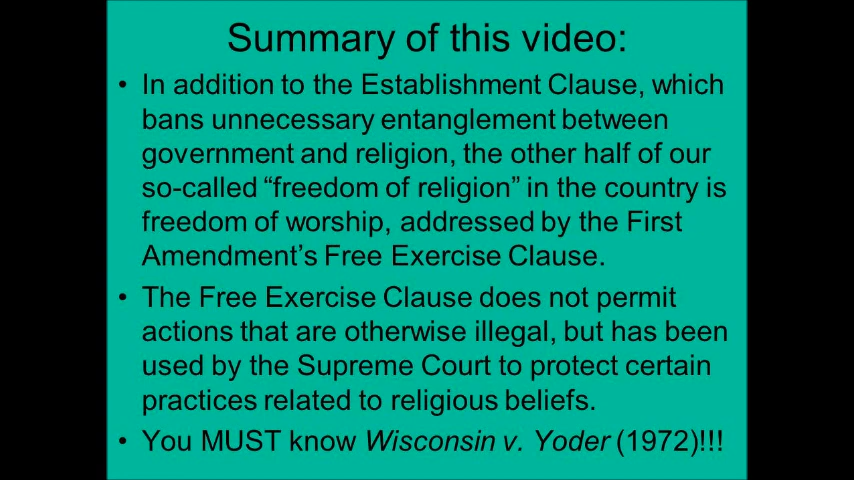 Summary of this video:
• In addition to the Establishment Clause, which
bans unnecessary entanglement between
government and religion, the other half of our
so-called “freedom of religion” in the country is
freedom of worship, addressed by the First
Amendment’s Free Exercise Clause.
• The Free Exercise Clause does not permit
actions that are otherwise illegal, but has been
used by the Supreme Court to protect certain
practices related to religious beliefs.
• You MUST know Wisconsin v. Yoder (1972)!!!